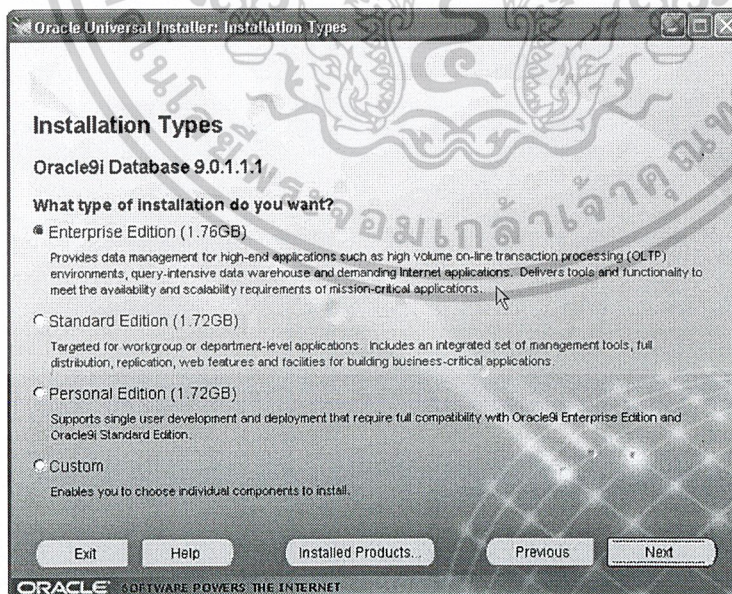 Oracle Universal Installer: Installation Types
Installation Types
Oracle9i Database 9.0.1.1.1
What type of installation do you want?
Enterprise Edition (1.76GB)
Provides data management for high-end applications such as high volume on-line transaction processing (OLTP)
environments, query-intensive data warehouse and demanding Internet applications. Delivers tools and functionality to
meet the availability and scalability requirements of mission-critical applications.
Standard Edition (1.72GB)
Targeted for workgroup or department-level applications. Includes an integrated set of management tools, full
distribution, replication, web features and facilities for building business-critical applications.
Personal Edition (1.72GB)
Supports single user development and deployment that require full compatibility with Oracle9i Enterprise Edition and
Oracle9i Standard Edition.
Custom
Enables you to choose individual components to install.
Exit Help Installed Products... Previous Next
ORACLE SOFTWARE POWERS THE INTERNET